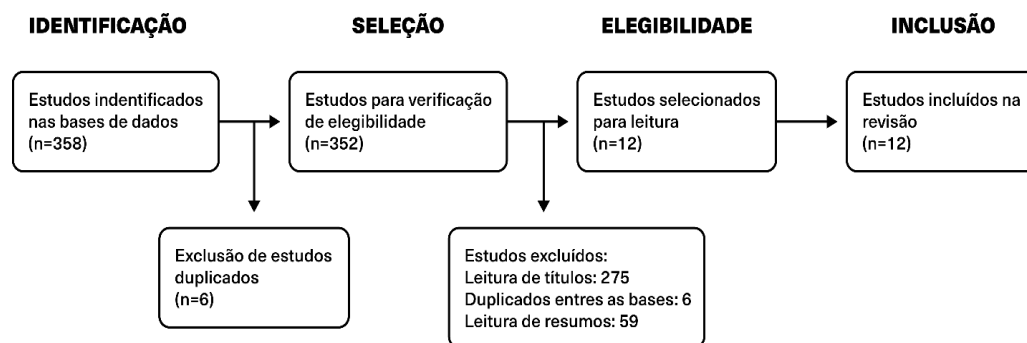 IDENTIFICAÇÃO
SELEÇÃO
ELEGIBILIDADE
INCLUSÃO
Estudos indentificados
nas bases de dados
(n=358)
Estudos para verificação
de elegibilidade
(n=352)
Estudos selecionados
para leitura
(n=12)
Estudos incluídos na
revisão
(n=12)
Exclusão de estudos
duplicados
(n=6)
Estudos excluídos:
Leitura de títulos: 275
Duplicados entres as bases: 6
Leitura de resumos: 59